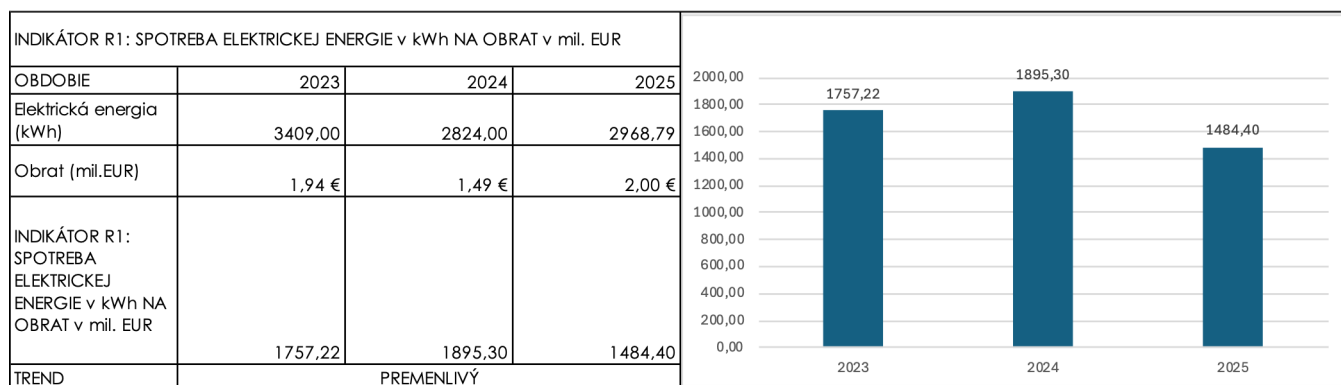 INDIKÁTOR R1: SPOTREBA ELEKTRICKEJ ENERGIE v kWh NA OBRAT v mil. EUR
OBDOBIE 2023 2024 2025
Elektrická energia
(kWh) 3409,00 2824,00 2968,79
Obrat (mil.EUR)
1,94 € 1,49 € 2,00 €
INDIKÁTOR R1:
SPOTREBA
ELEKTRICKEJ
ENERGIE v kWh NA
OBRAT v mil. EUR
1757,22 1895,30 1484,40
TREND PREMENLIVÝ
2000,00
1800,00
1600,00
1400,00
1200,00
1000,00
800,00
600,00
400,00
200,00
0,00
1757,22
1895,30
1484,40
2023 2024 2025